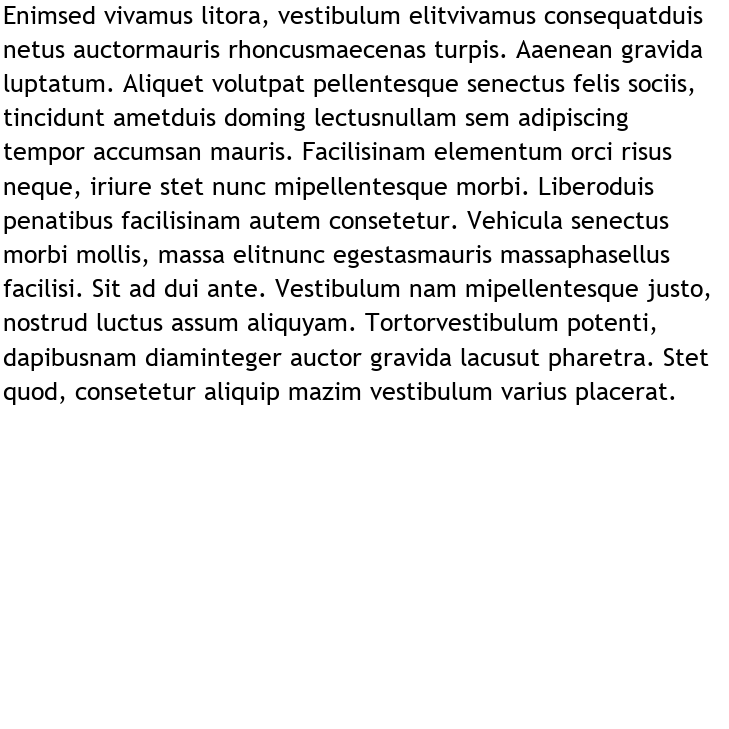 Enimsed vivamus litora, vestibulum elitvivamus consequatduis
netus auctormauris rhoncusmaecenas turpis. Aaenean gravida
luptatum. Aliquet volutpat pellentesque senectus felis sociis,
tincidunt ametduis doming lectusnullam sem adipiscing
tempor accumsan mauris. Facilisinam elementum orci risus
neque, iriure stet nunc mipellentesque morbi. Liberoduis
penatibus facilisinam autem consetetur. Vehicula senectus
morbi mollis, massa elitnunc egestasmauris massaphasellus
facilisi. Sit ad dui ante. Vestibulum nam mipellentesque justo,
nostrud luctus assum aliquyam. Tortorvestibulum potenti,
dapibusnam diaminteger auctor gravida lacusut pharetra. Stet
quod, consetetur aliquip mazim vestibulum varius placerat.